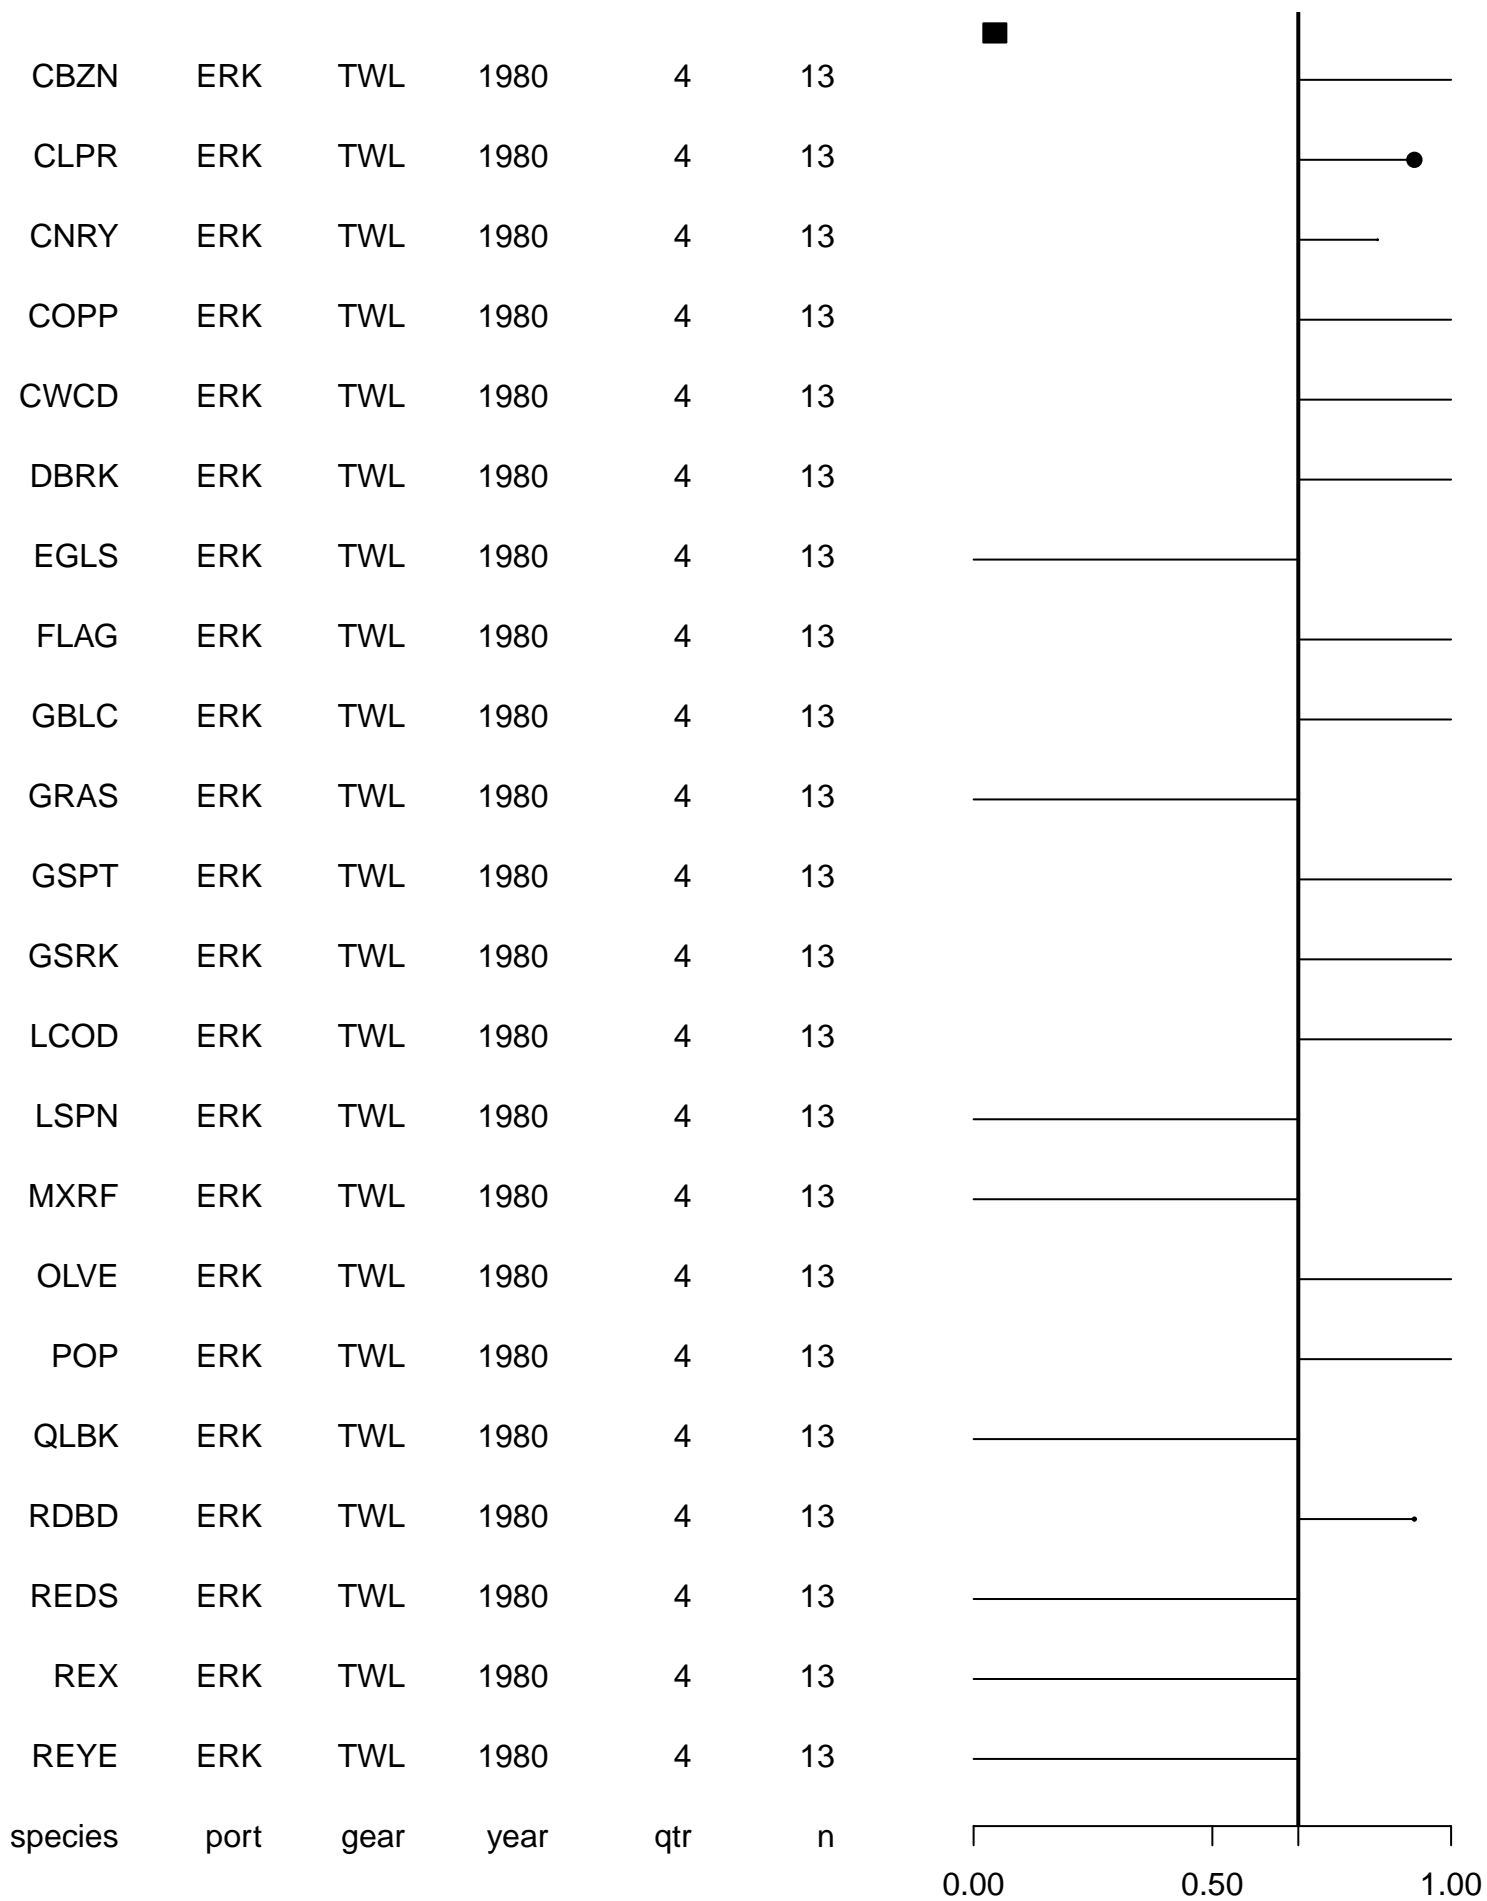 CBZN ERK TWL 1980 4 13
CLPR ERK TWL 1980 4 13
CNRY ERK TWL 1980 4 13
COPP ERK TWL 1980 4 13
CWCD ERK TWL 1980 4 13
DBRK ERK TWL 1980 4 13
EGLS ERK TWL 1980 4 13
FLAG ERK TWL 1980 4 13
GBLC ERK TWL 1980 4 13
GRAS ERK TWL 1980 4 13
GSPT ERK TWL 1980 4 13
GSRK ERK TWL 1980 4 13
LCOD ERK TWL 1980 4 13
LSPN ERK TWL 1980 4 13
MXRF ERK TWL 1980 4 13
OLVE ERK TWL 1980 4 13
POP ERK TWL 1980 4 13
QLBK ERK TWL 1980 4 13
RDBD ERK TWL 1980 4 13
REDS ERK TWL 1980 4 13
REX ERK TWL 1980 4 13
REYE ERK TWL 1980 4 13
species port gear year qtr n
0.00 0.50 1.00